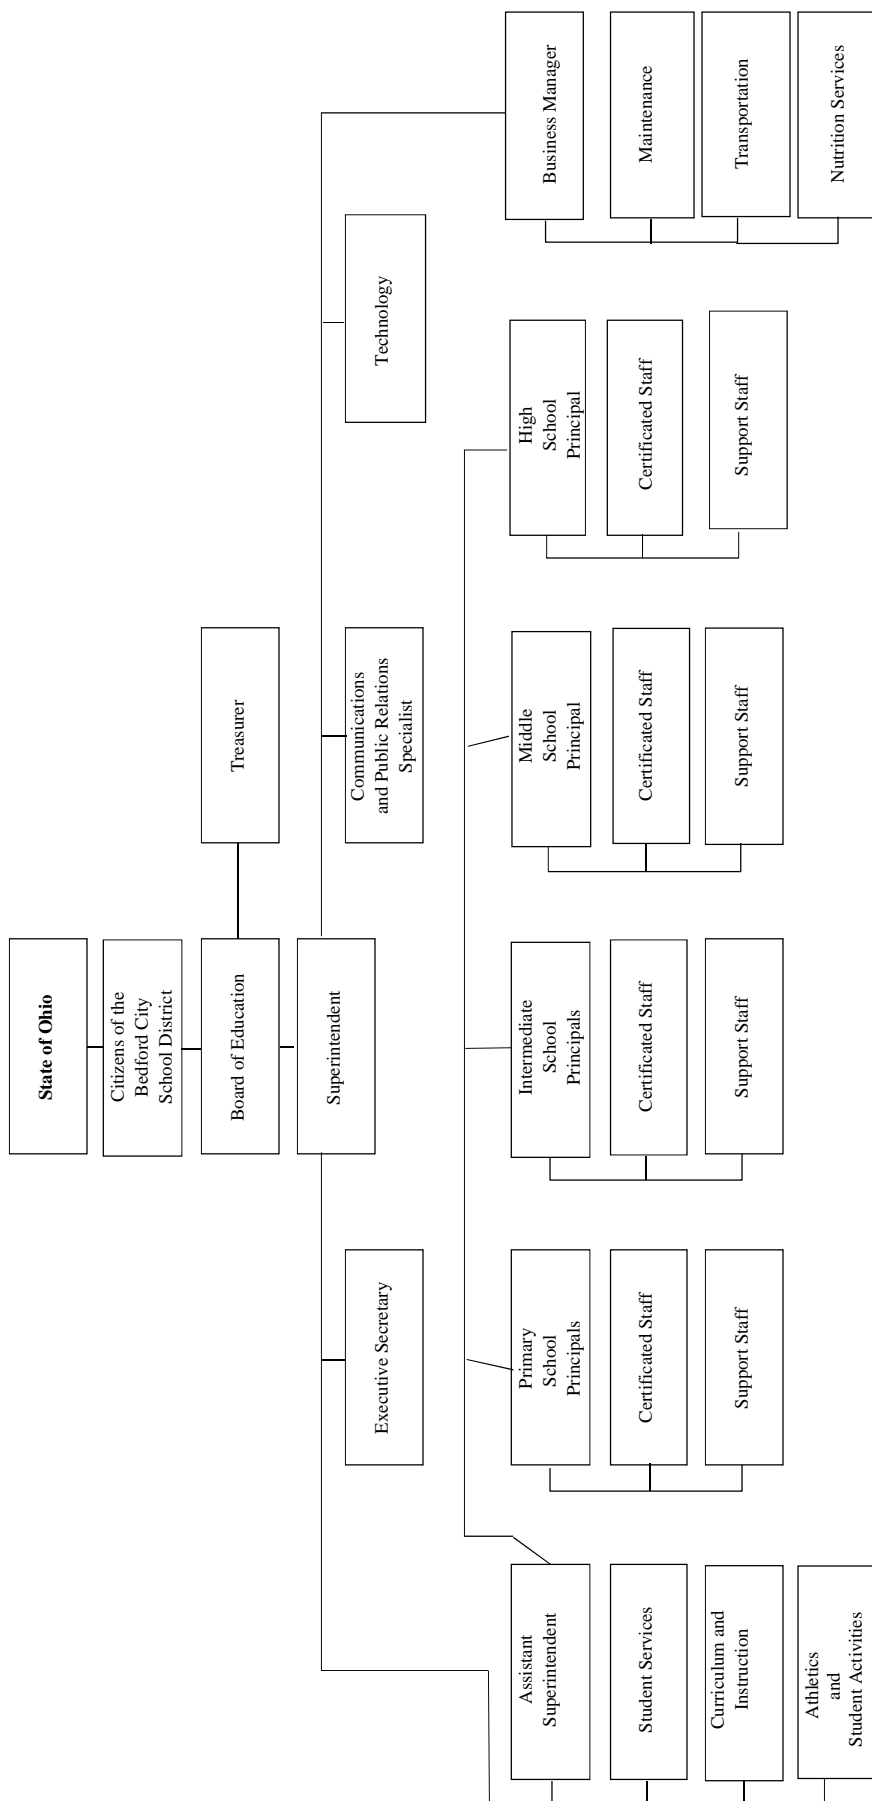 State of Ohio
Citizens of the
Bedford City
School District
Board of Education
Treasurer
Superintendent
Executive Secretary
Communications
and Public Relations
Specialist
Technology
Assistant
Superintendent
Student Services
Curriculum and
Instruction
Athletics
and
Student Activities
Primary
School
Principals
Certificated Staff
Support Staff
Intermediate
School
Principals
Certificated Staff
Support Staff
Middle
School
Principal
Certificated Staff
Support Staff
High
School
Principal
Certificated Staff
Support Staff
Business Manager
Maintenance
Transportation
Nutrition Services